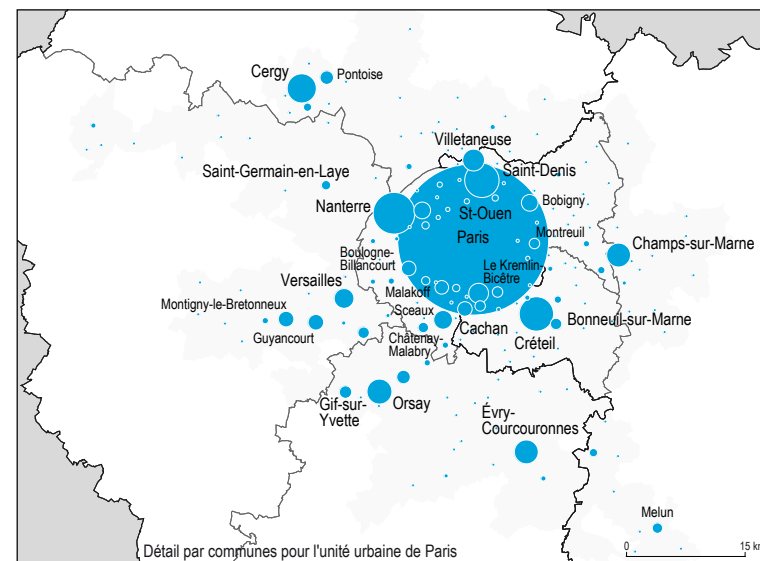 Cergy
Pontoise
Villetaneuse
Saint-Germain-en-Laye
Saint-Denis
Nanterre
Bobigny
St-Ouen
Montreuil
Paris
Champs-sur-Marne
Boulogne-
Billancourt
Le Kremlin-
Bicêtre
Versailles
Malakoff
Montigny-le-Bretonneux
Sceaux
Guyancourt
Cachan
Bonneuil-sur-Marne
Châtenay-
Malabry
Créteil
Gif-sur-
Yvette
Orsay
Évry-
Courcouronnes
Melun
Détail par communes pour l'unité urbaine de Paris
0 15 km